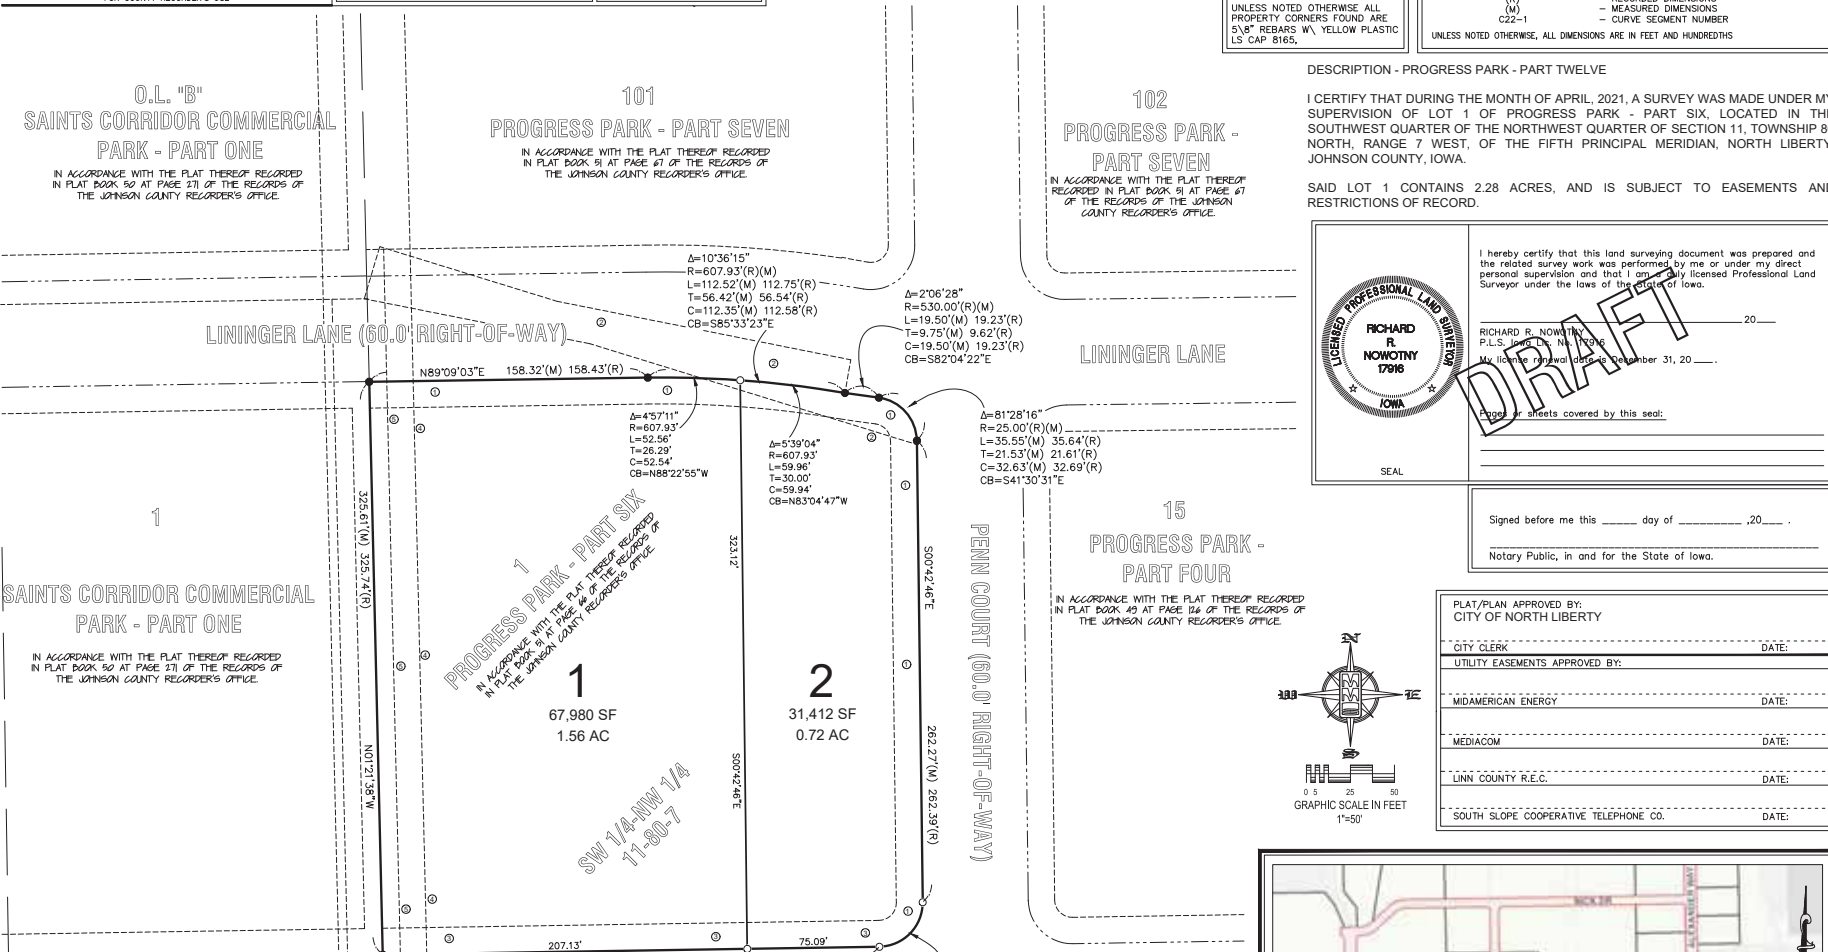 UNLESS NOTED OTHERWISE ALL
PROPERTY CORNERS FOUND ARE
5\8" REBARS W\ YELLOW PLASTIC
LS CAP 8165,
(M) – MEASURED DIMENSIONS
C22-1 – CURVE SEGMENT NUMBER
UNLESS NOTED OTHERWISE, ALL DIMENSIONS ARE IN FEET AND HUNDREDTHS
O.L. "B"
SAINTS CORRIDOR COMMERCIAL
PARK - PART ONE
IN ACCORDANCE WITH THE PLAT THEREOF RECORDED
IN PLAT BOOK 50 AT PAGE 271 OF THE RECORDS OF
THE JOHNSON COUNTY RECORDER'S OFFICE.
101
PROGRESS PARK - PART SEVEN
IN ACCORDANCE WITH THE PLAT THEREOF RECORDED
IN PLAT BOOK 51 AT PAGE 67 OF THE RECORDS OF
THE JOHNSON COUNTY RECORDER'S OFFICE.
102
PROGRESS PARK -
PART SEVEN
IN ACCORDANCE WITH THE PLAT THEREOF
RECORDED IN PLAT BOOK 51 AT PAGE 67
OF THE RECORDS OF THE JOHNSON
COUNTY RECORDER'S OFFICE.
DESCRIPTION - PROGRESS PARK - PART TWELVE
I CERTIFY THAT DURING THE MONTH OF APRIL, 2021, A SURVEY WAS MADE UNDER MY
SUPERVISION OF LOT 1 OF PROGRESS PARK - PART SIX, LOCATED IN THE
SOUTHWEST QUARTER OF THE NORTHWEST QUARTER OF SECTION 11, TOWNSHIP 8
NORTH, RANGE 7 WEST, OF THE FIFTH PRINCIPAL MERIDIAN, NORTH LIBERTY
JOHNSON COUNTY, IOWA.
SAID LOT 1 CONTAINS 2.28 ACRES, AND IS SUBJECT TO EASEMENTS AND
RESTRICTIONS OF RECORD.
LICENSED PROFESSIONAL LAND SURVEYOR
RICHARD
R.
NOWOTNY
17916
IOWA
SEAL
I hereby certify that this land surveying document was prepared and
the related survey work was performed by me or under my direct
personal supervision and that I am a duly licensed Professional Land
Surveyor under the laws of the State of Iowa.
20
RICHARD R. NOWOTNY
P.L.S. Iowa Lic. No. 17916
My license renewal date is December 31, 20 ___.
Pages or sheets covered by this seal:
DRAFT
Signed before me this _____ day of _________ ,20___ .
Notary Public, in and for the State of Iowa.
PLAT/PLAN APPROVED BY:
CITY OF NORTH LIBERTY
CITY CLERK DATE:
UTILITY EASEMENTS APPROVED BY:
MIDAMERICAN ENERGY DATE:
MEDIACOM DATE:
LINN COUNTY R.E.C. DATE:
SOUTH SLOPE COOPERATIVE TELEPHONE CO. DATE:
LININGER LANE (60.0' RIGHT-OF-WAY)
Δ=10°36'15"
R=607.93'(R)(M)
L=112.52'(M) 112.75'(R)
T=56.42'(M) 56.54'(R)
C=112.35'(M) 112.58'(R)
CB=S85°33'23"E
Δ=2°06'28"
R=530.00'(R)(M)
L=19.50'(M) 19.23'(R)
T=9.75'(M) 9.62'(R)
C=19.50'(M) 19.23'(R)
CB=S82°04'22"E
LININGER LANE
N89°09'03"E 158.32'(M) 158.43'(R)
Δ=4°57'11"
R=607.93'
L=52.56'
T=26.29'
C=52.54'
CB=N88°22'55"W
Δ=5°39'04"
R=607.93'
L=59.96'
T=30.00'
C=59.94'
CB=N83°04'47"W
Δ=81°28'16"
R=25.00'(R)(M)
L=35.55'(M) 35.64'(R)
T=21.53'(M) 21.61'(R)
C=32.63'(M) 32.69'(R)
CB=S41°30'31"E
1
SAINTS CORRIDOR COMMERCIAL
PARK - PART ONE
IN ACCORDANCE WITH THE PLAT THEREOF RECORDED
IN PLAT BOOK 50 AT PAGE 271 OF THE RECORDS OF
THE JOHNSON COUNTY RECORDER'S OFFICE.
325.61'(M) 325.74'(R)
N01°21'38"W
1
PROGRESS PARK - PART SIX
IN ACCORDANCE WITH THE PLAT THEREOF RECORDED
IN PLAT BOOK 51 AT PAGE 66 OF THE RECORDS OF
THE JOHNSON COUNTY RECORDER'S OFFICE.
1
67,980 SF
1.56 AC
SW 1/4-NW 1/4
11-80-7
323.12'
S00°42'46"E
2
31,412 SF
0.72 AC
S00°42'46"E
262.27'(M) 262.39'(R)
PENN COURT (60.0' RIGHT-OF-WAY)
15
PROGRESS PARK -
PART FOUR
IN ACCORDANCE WITH THE PLAT THEREOF RECORDED
IN PLAT BOOK 49 AT PAGE 126 OF THE RECORDS OF
THE JOHNSON COUNTY RECORDER'S OFFICE.
N
E
S
0 5 25 50
GRAPHIC SCALE IN FEET
1"=50'
207.13'
75.09'